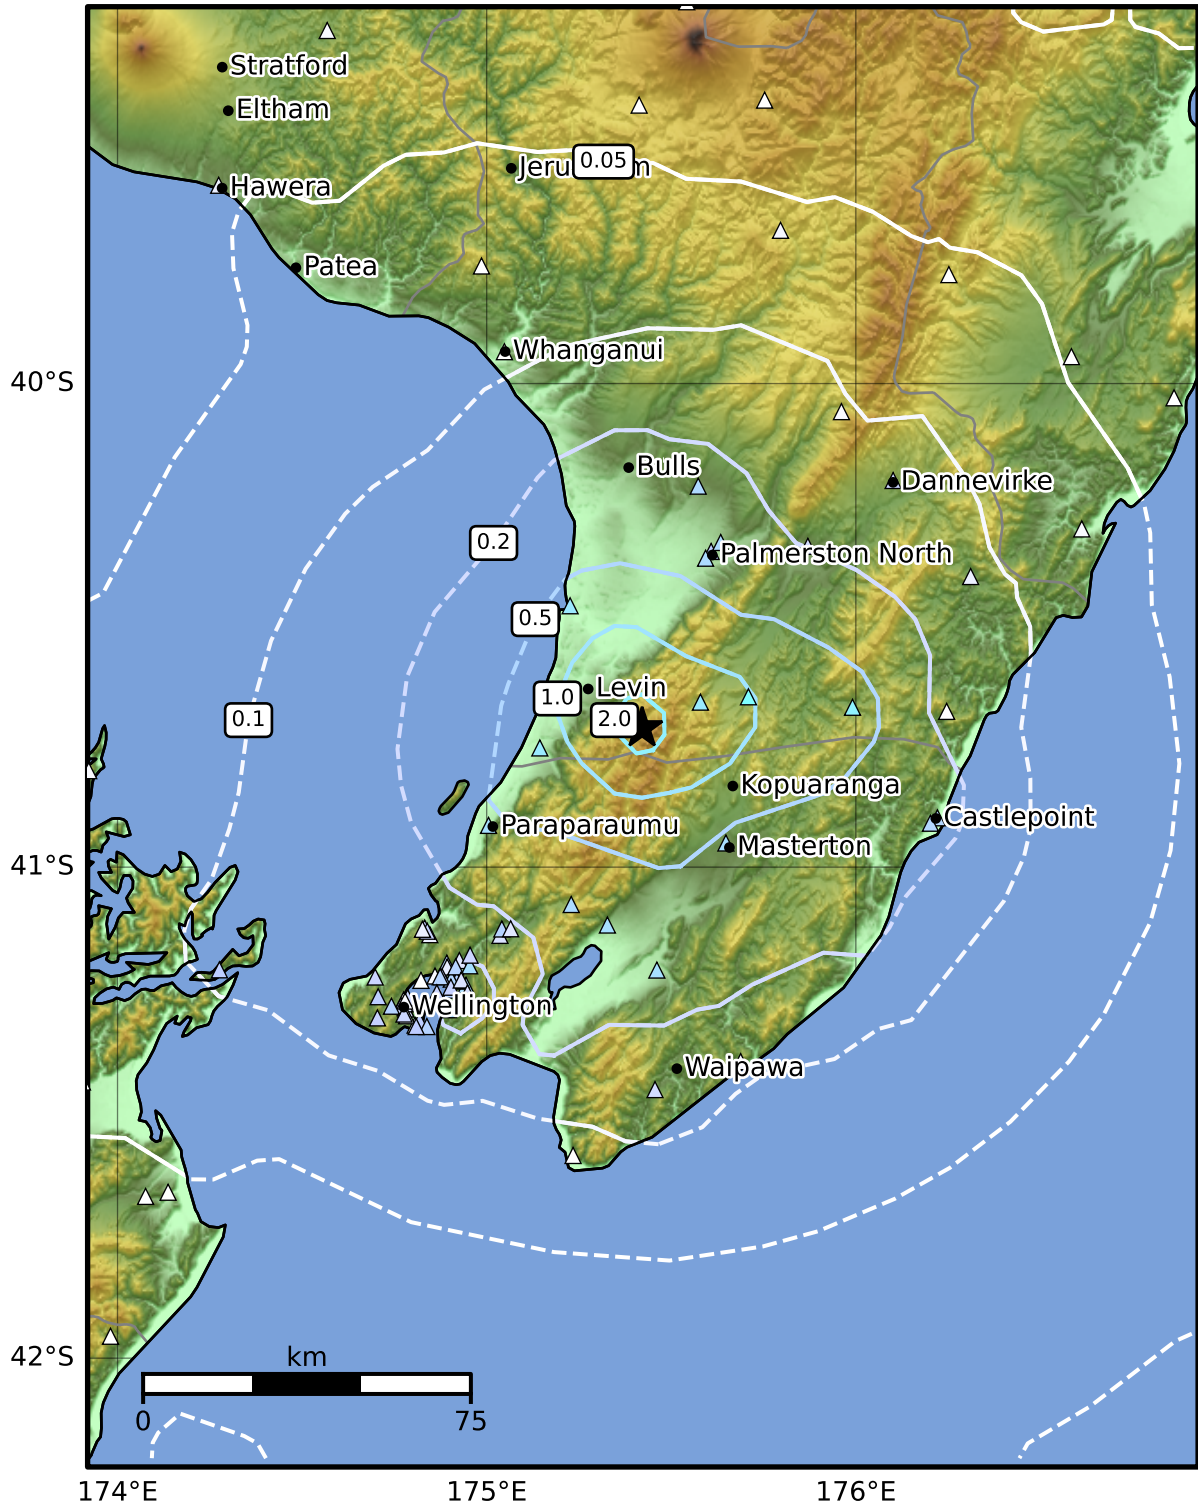 Stratford
Eltham
0.05
Hawera
Patea
Whanganui
40°S
Bulls
Dannevirke
0.2
Palmerston North
0.5
Levin
1.0
0.1
2.0
Kopuaranga
Castlepoint
Paraparaumu
Masterton
41°S
Wellington
Waipawa
42°S
km
0
75
174°E
175°E
176°E